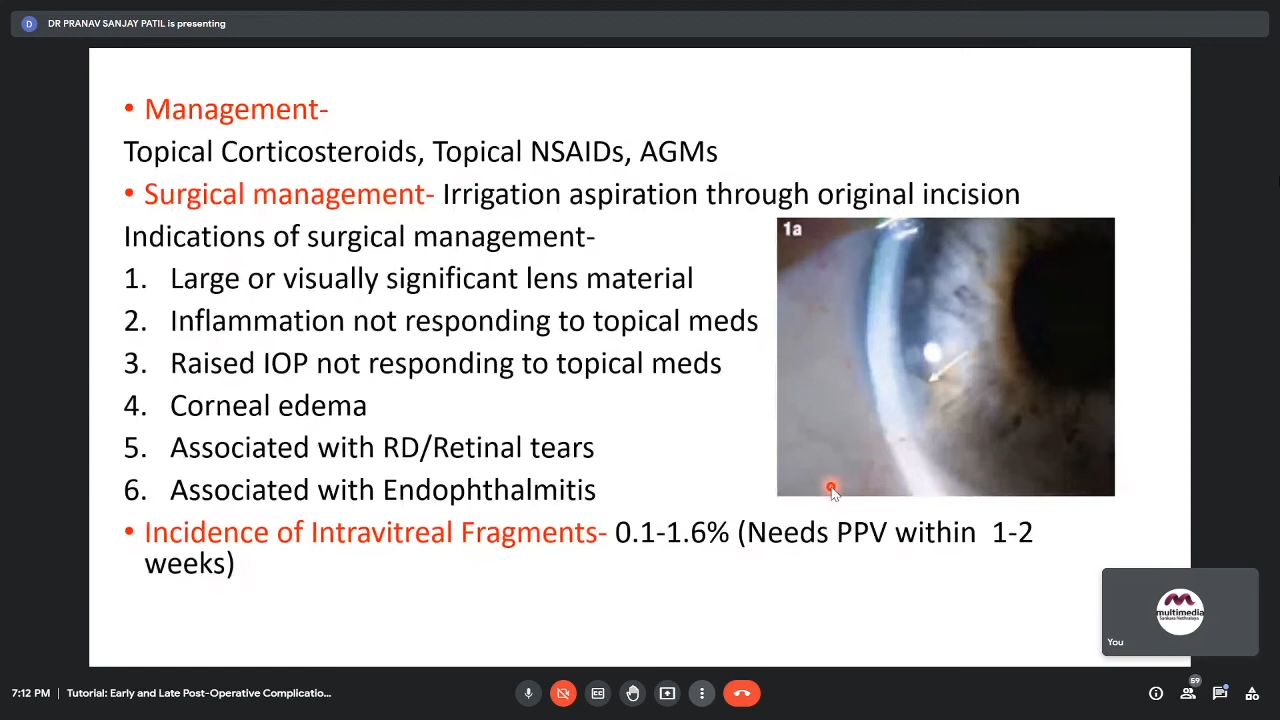 D DR PRANAV SANJAY PATIL is presenting
• Management-
Topical Corticosteroids, Topical NSAIDs, AGMs
• Surgical management- Irrigation aspiration through original incision
Indications of surgical management-
1. Large or visually significant lens material
2. Inflammation not responding to topical meds
3. Raised IOP not responding to topical meds
4. Corneal edema
5. Associated with RD/Retinal tears
6. Associated with Endophthalmitis
• Incidence of Intravitreal Fragments- 0.1-1.6% (Needs PPV within 1-2
weeks)
1a
multimedia
Sankara Nethralaya
You
7:12 PM | Tutorial: Early and Late Post-Operative Complicatio...
59